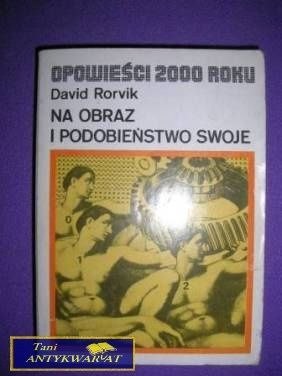 OPOWIEŚCI 2000 ROKU
David Rorvik
NA OBRAZ
I PODOBIEŃSTWO SWOJE
0
1
2
Tani
ANTYKWARIAT